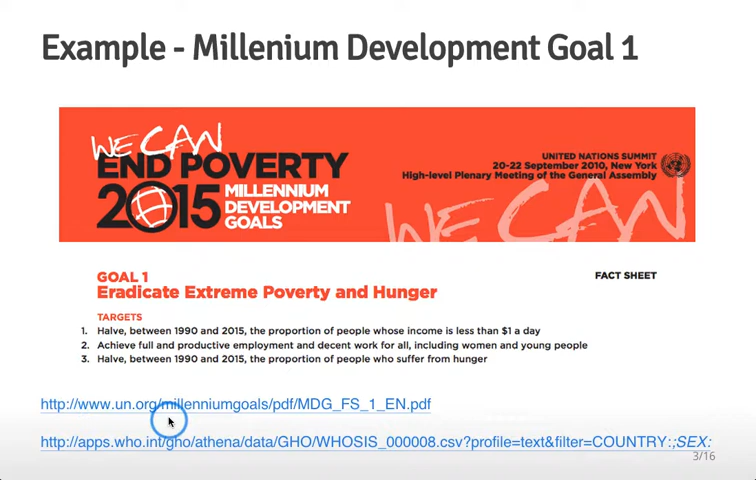 Example - Millenium Development Goal 1
WE CAN
END POVERTY
2015 MILLENNIUM
DEVELOPMENT
GOALS
UNITED NATIONS SUMMIT
20-22 September 2010, New York
High-level Plenary Meeting of the General Assembly
WE CAN
GOAL 1
Eradicate Extreme Poverty and Hunger
FACT SHEET
TARGETS
1. Halve, between 1990 and 2015, the proportion of people whose income is less than $1 a day
2. Achieve full and productive employment and decent work for all, including women and young people
3. Halve, between 1990 and 2015, the proportion of people who suffer from hunger
http://www.un.org/millenniumgoals/pdf/MDG_FS_1_EN.pdf
http://apps.who.int/gho/athena/data/GHO/WHOSIS_000008.csv?profile=text&filter=COUNTRY:;SEX:
3/16